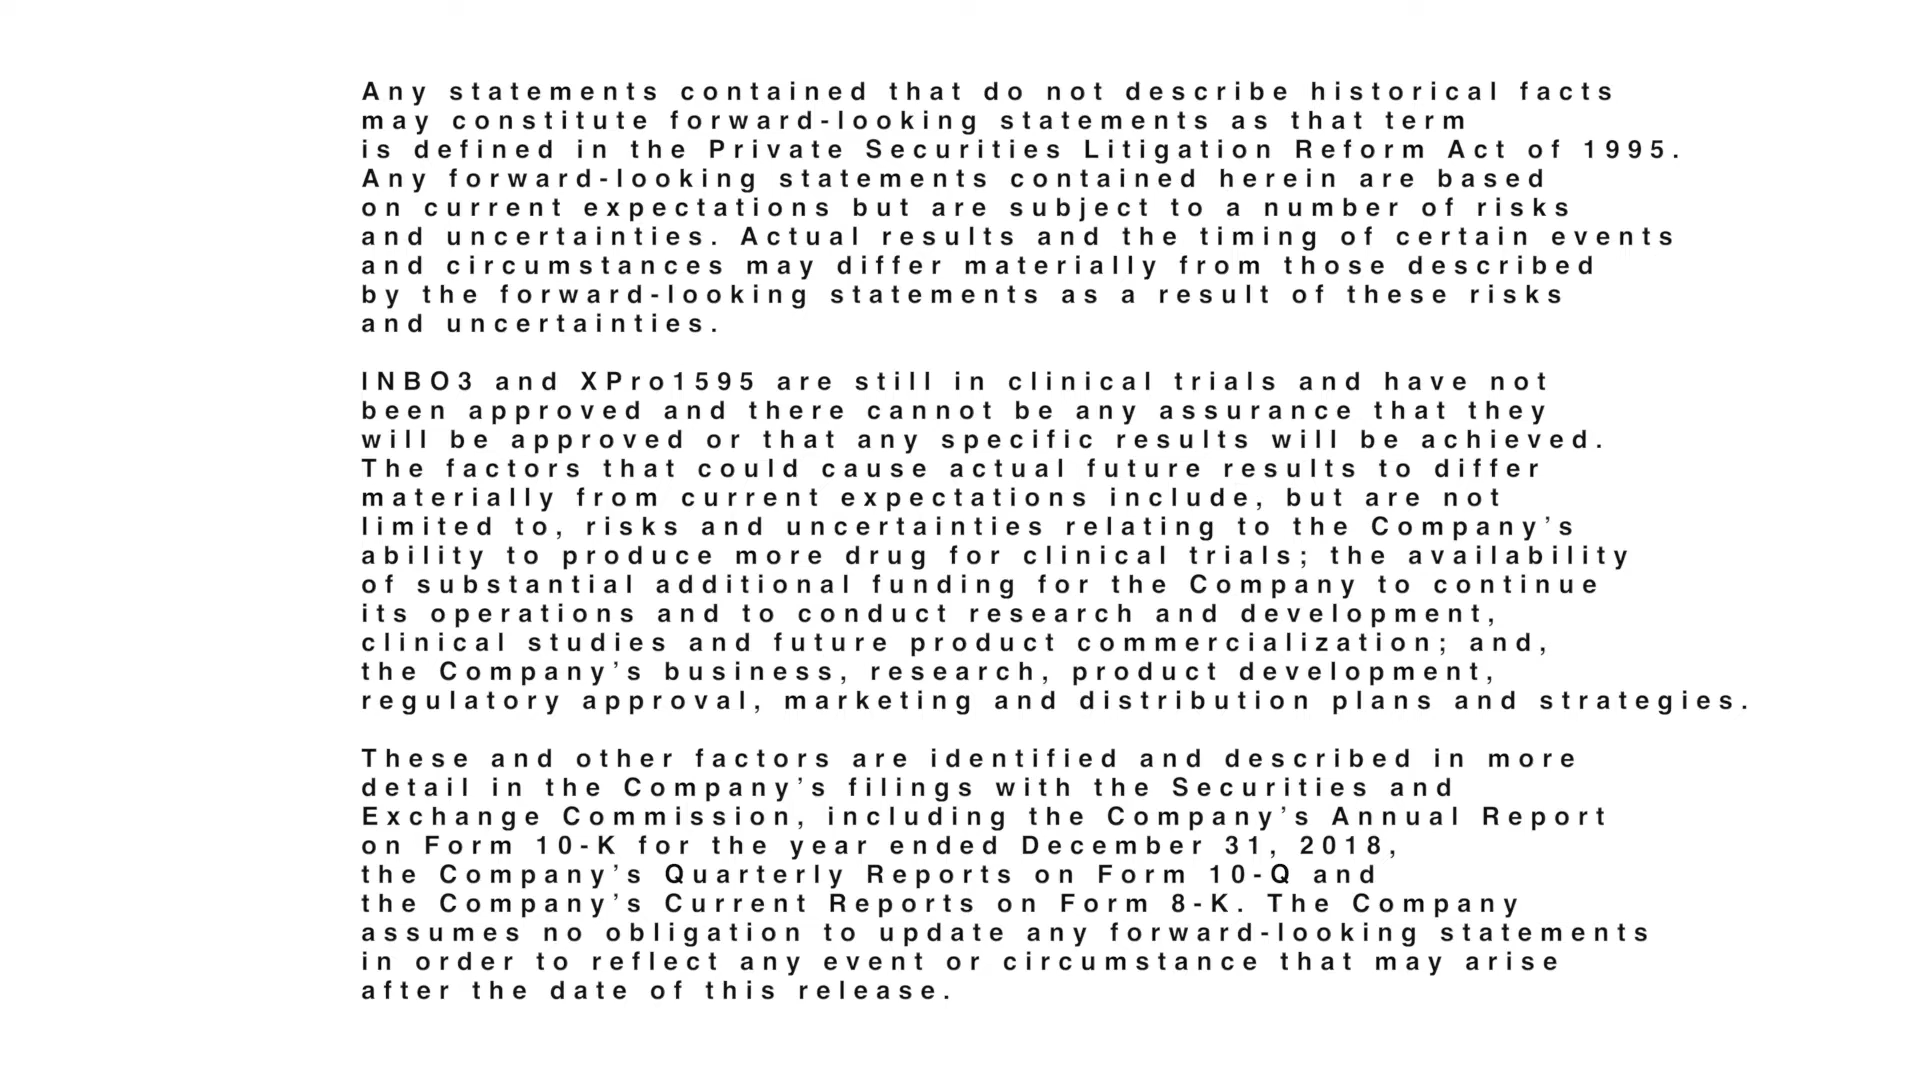 Any statements contained that do not describe historical facts
may constitute forward-looking statements as that term
is defined in the Private Securities Litigation Reform Act of 1995.
Any forward-looking statements contained herein are based
on current expectations but are subject to a number of risks
and uncertainties. Actual results and the timing of certain events
and circumstances may differ materially from those described
by the forward-looking statements as a result of these risks
and uncertainties.
INBO3 and XPro1595 are still in clinical trials and have not
been approved and there cannot be any assurance that they
will be approved or that any specific results will be achieved.
The factors that could cause actual future results to differ
materially from current expectations include, but are not
limited to, risks and uncertainties relating to the Company’s
ability to produce more drug for clinical trials; the availability
of substantial additional funding for the Company to continue
its operations and to conduct research and development,
clinical studies and future product commercialization; and,
the Company’s business, research, product development,
regulatory approval, marketing and distribution plans and strategies.
These and other factors are identified and described in more
detail in the Company’s filings with the Securities and
Exchange Commission, including the Company’s Annual Report
on Form 10-K for the year ended December 31, 2018,
the Company’s Quarterly Reports on Form 10-Q and
the Company’s Current Reports on Form 8-K. The Company
assumes no obligation to update any forward-looking statements
in order to reflect any event or circumstance that may arise
after the date of this release.